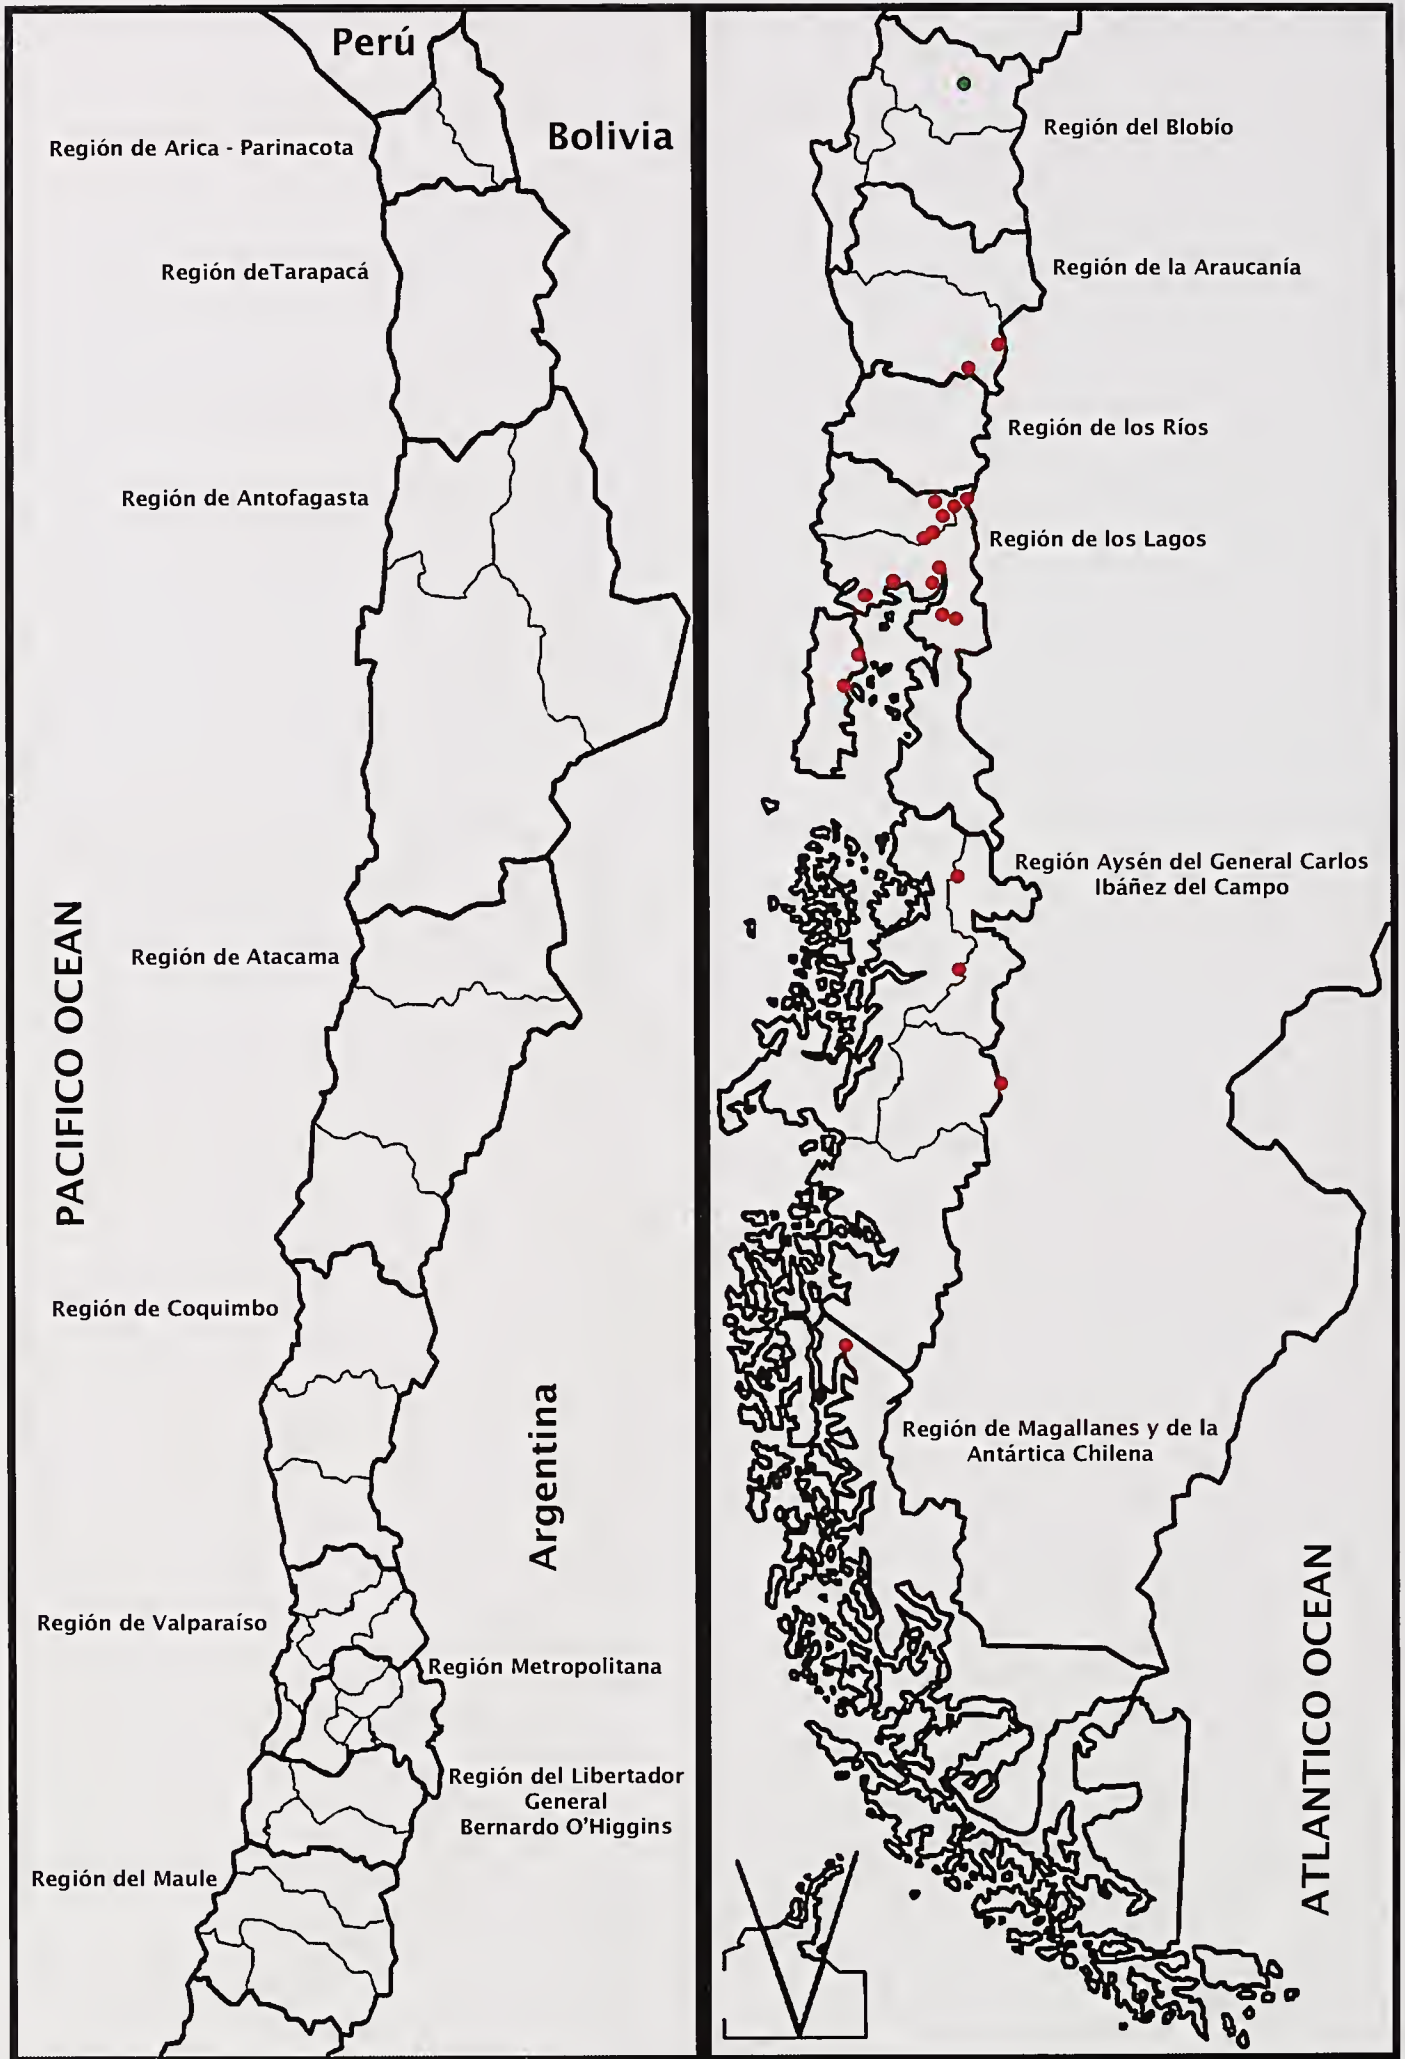 Perú
Bolivia
Región de Arica - Parinacota
Región deTarapacá
Región de Antofagasta
Región de Atacama
PACIFICO OCEAN
Región de Coquimbo
Argentina
Región de Valparaíso
Región Metropolitana
Región del Libertador
General
Bernardo O'Higgins
Región del Maule
Región del Blobío
Región de la Araucanía
Región de los Ríos
Región de los Lagos
Región Aysén del General Carlos
Ibáñez del Campo
Región de Magallanes y de la
Antártica Chilena
ATLANTICO OCEAN